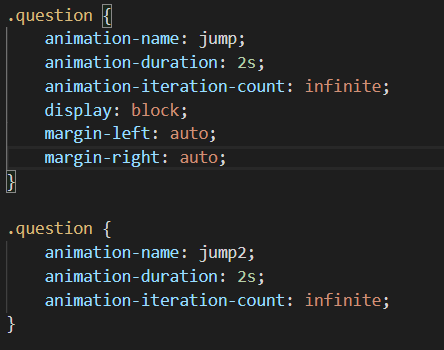 .question {
    animation-name: jump;
    animation-duration: 2s;
    animation-iteration-count: infinite;
    display: block;
    margin-left: auto;
    margin-right: auto;
}

.question {
    animation-name: jump2;
    animation-duration: 2s;
    animation-iteration-count: infinite;
}